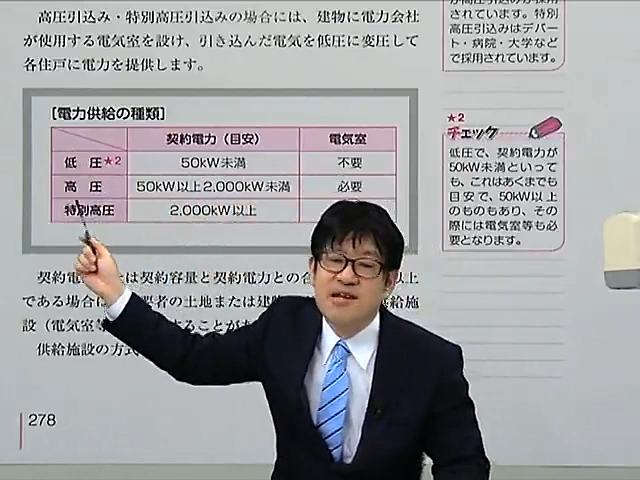 高圧引込み・特別高圧引込みの場合には、建物に電力会社
が使用する電気室を設け、引き込んだ電気を低圧に変圧して
各住戸に電力を提供します。
[電力供給の種類]
契約電力（目安） 電気室
低 圧★2 50kW未満 不要
高 圧 50kW以上2,000kW未満 必要
特別高圧 2,000kW以上
契約電 は契約容量と契約電力との合 以上
である場合に 者の土地または建 供給施
設（電気室 することが
供給施設の方式
278
されています。特別
高圧引込みはデパー
ト・病院・大学など
で採用されています。
★2
チェック
低圧で、契約電力が
50kW未満といって
も、これはあくまでも
目安で、50kW以上
のものもあり、その
際には電気室等も必
要となります。